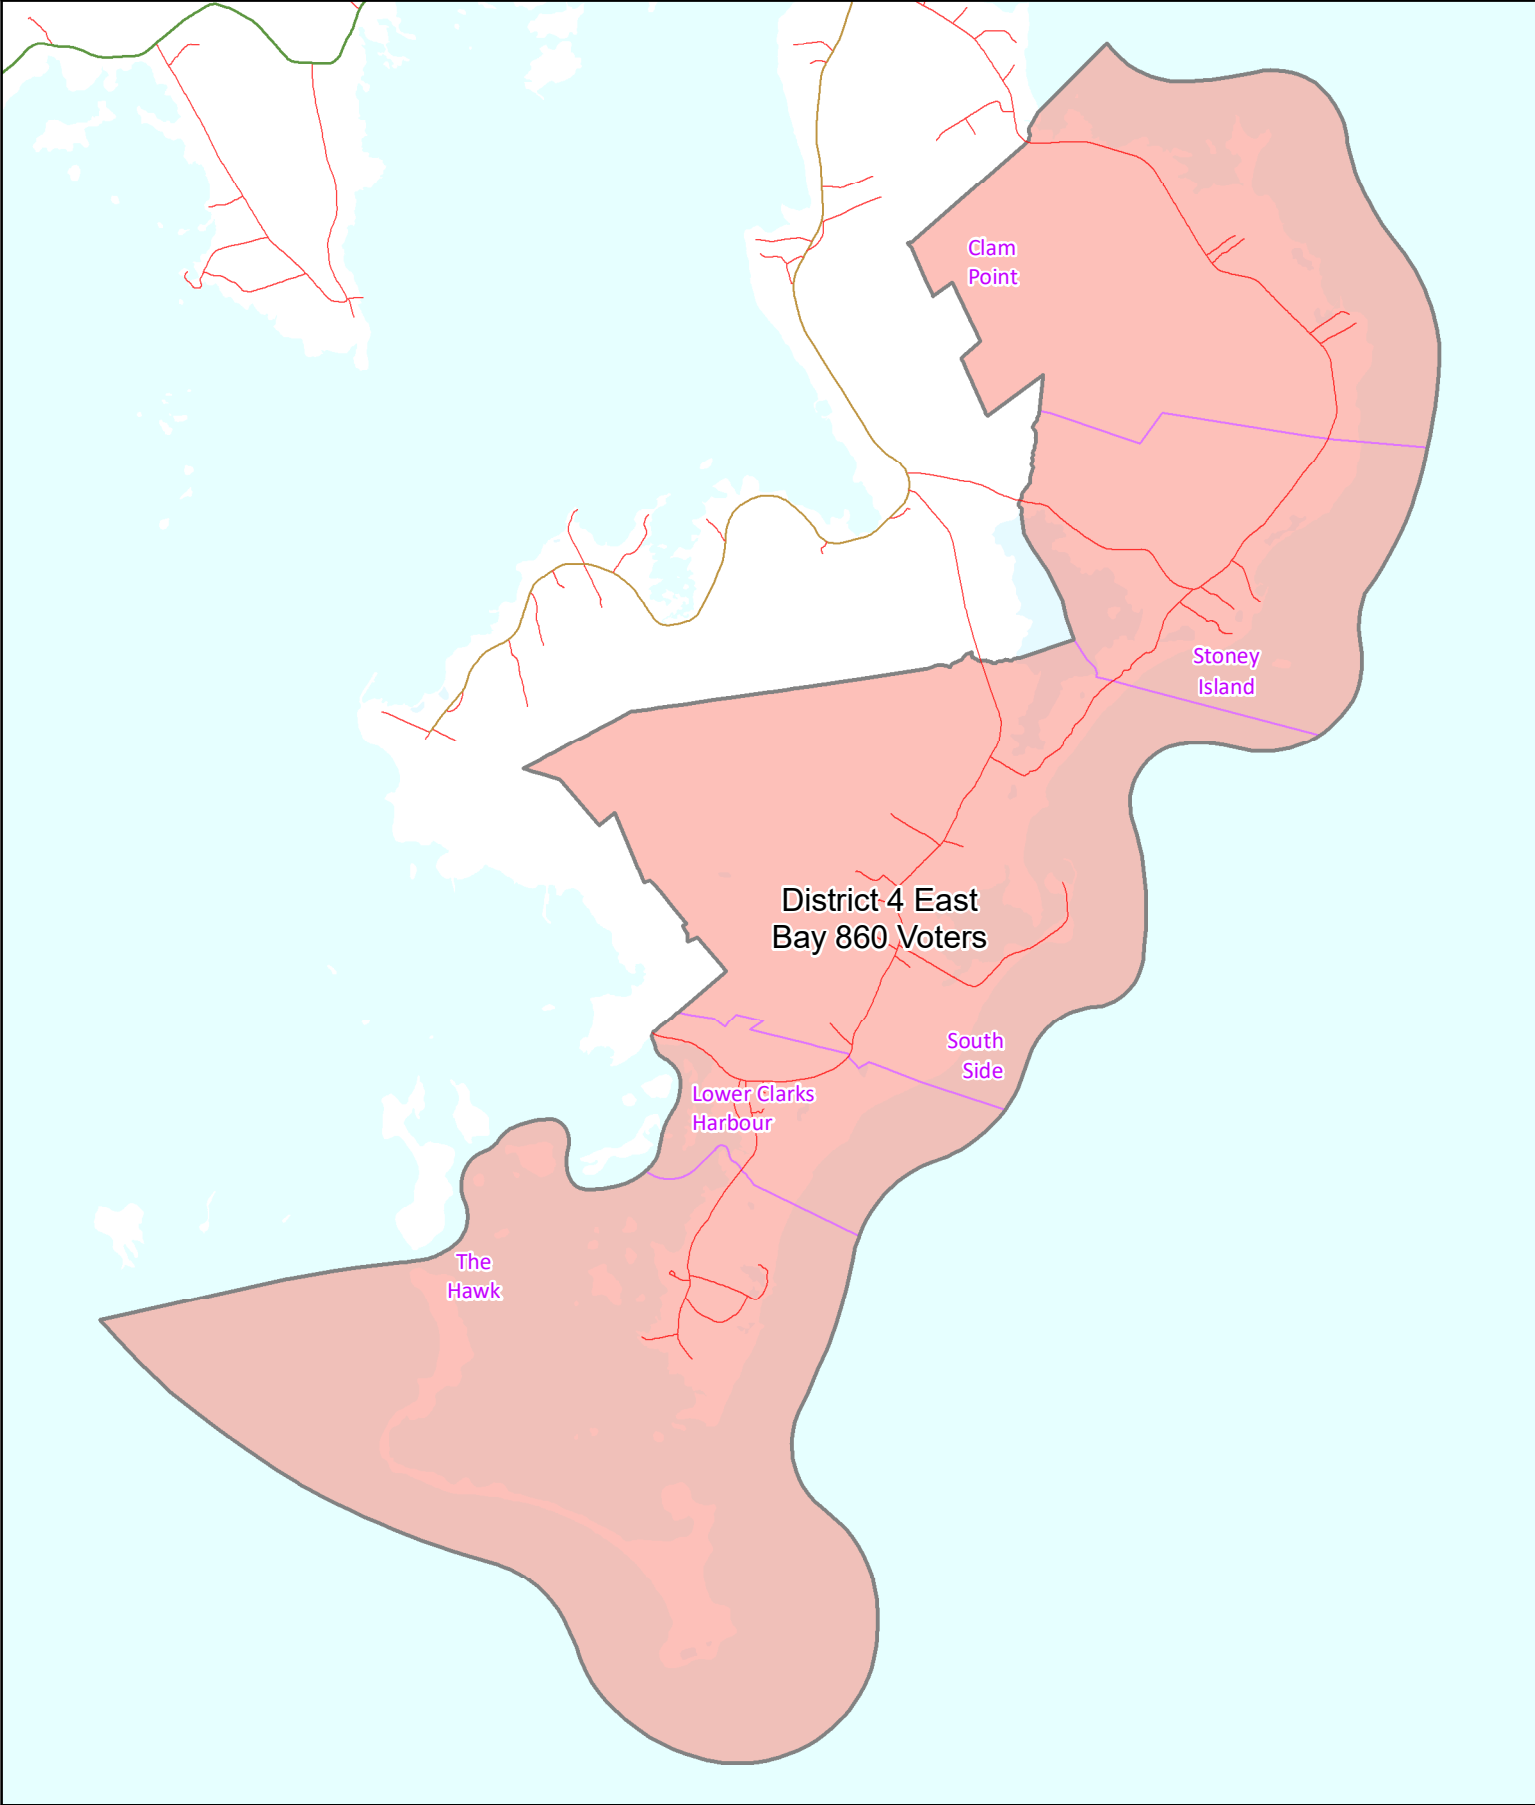 Clam
Point
Stoney
Island
District 4 East
Bay 860 Voters
South
Side
Lower Clarks
Harbour
The
Hawk